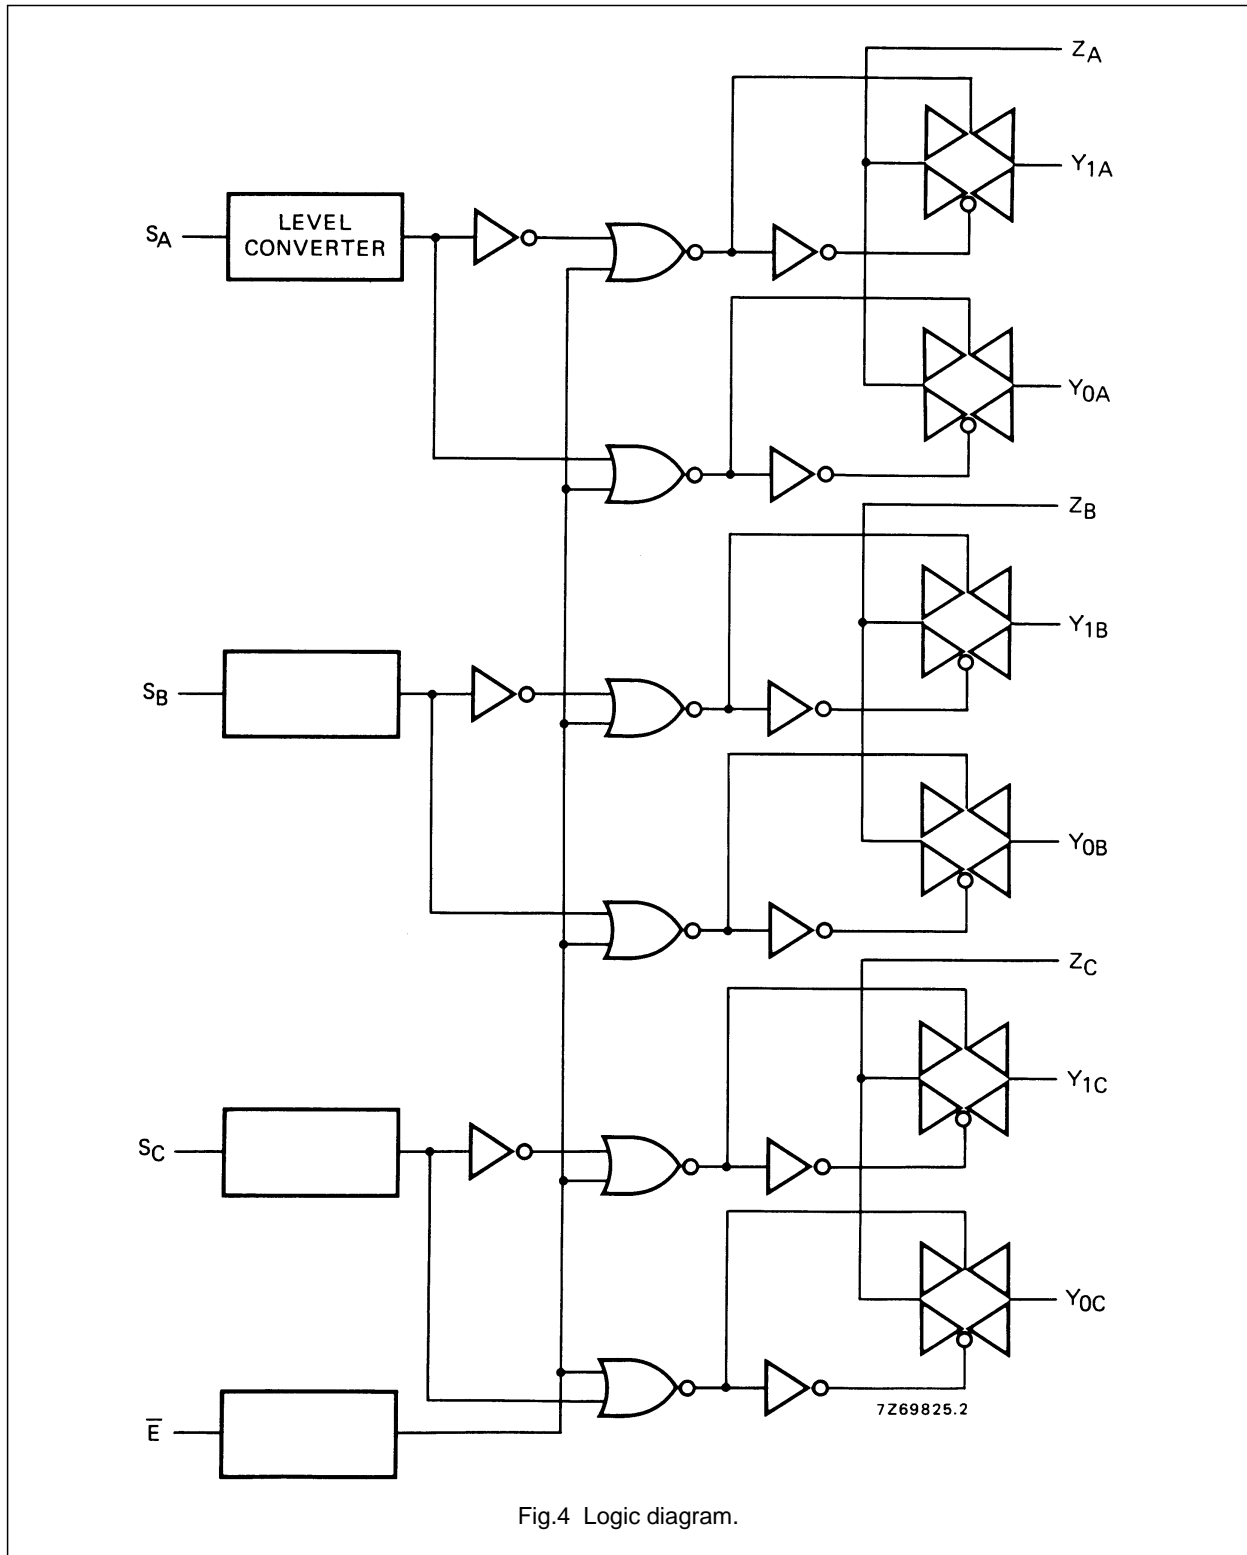 ZA
Y1A
SA
LEVEL
CONVERTER
Y0A
ZB
Y1B
SB
Y0B
ZC
Y1C
SC
Y0C
E̅
7Z69825.2
Fig.4 Logic diagram.